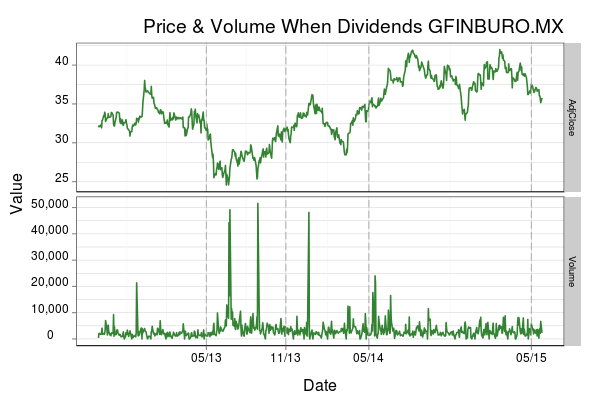 Price & Volume When Dividends GFINBURO.MX
40
35
30
25
AdjClose
Value
50,000
40,000
30,000
20,000
10,000
0
Volume
05/13 11/13 05/14 05/15
Date